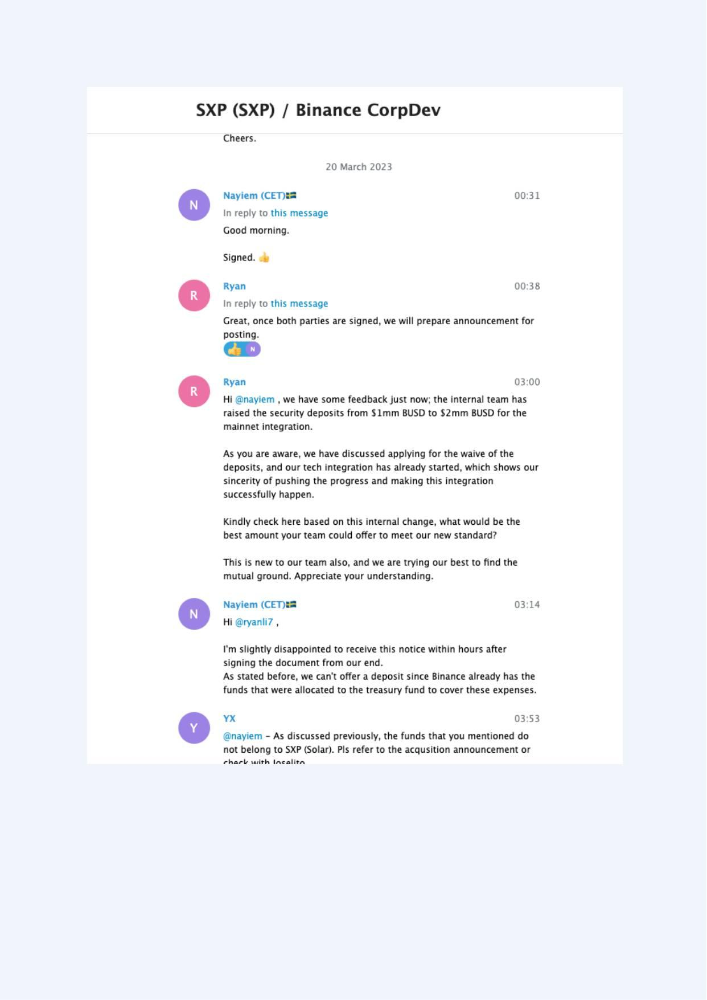 SXP (SXP) / Binance CorpDev
Cheers.
20 March 2023
N
Nayiem (CET)🇸🇪
00:31
In reply to this message
Good morning.
Signed. 👍
R
Ryan
00:38
In reply to this message
Great, once both parties are signed, we will prepare announcement for
posting.
👍 N
R
Ryan
03:00
Hi @nayiem , we have some feedback just now; the internal team has
raised the security deposits from $1mm BUSD to $2mm BUSD for the
mainnet integration.
As you are aware, we have discussed applying for the waive of the
deposits, and our tech integration has already started, which shows our
sincerity of pushing the progress and making this integration
successfully happen.
Kindly check here based on this internal change, what would be the
best amount your team could offer to meet our new standard?
This is new to our team also, and we are trying our best to find the
mutual ground. Appreciate your understanding.
N
Nayiem (CET)🇸🇪
03:14
Hi @ryanli7 ,
I'm slightly disappointed to receive this notice within hours after
signing the document from our end.
As stated before, we can't offer a deposit since Binance already has the
funds that were allocated to the treasury fund to cover these expenses.
Y
YX
03:53
@nayiem – As discussed previously, the funds that you mentioned do
not belong to SXP (Solar). Pls refer to the acqusition announcement or
check with Joselito